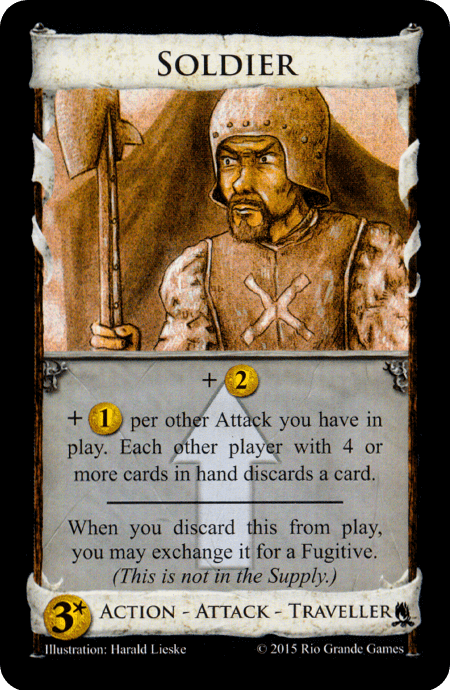 SOLDIER
+ 2
+ 1 per other Attack you have in
play. Each other player with 4 or
more cards in hand discards a card.
When you discard this from play,
you may exchange it for a Fugitive.
(This is not in the Supply.)
3* ACTION - ATTACK - TRAVELLER
Illustration: Harald Lieske © 2015 Rio Grande Games